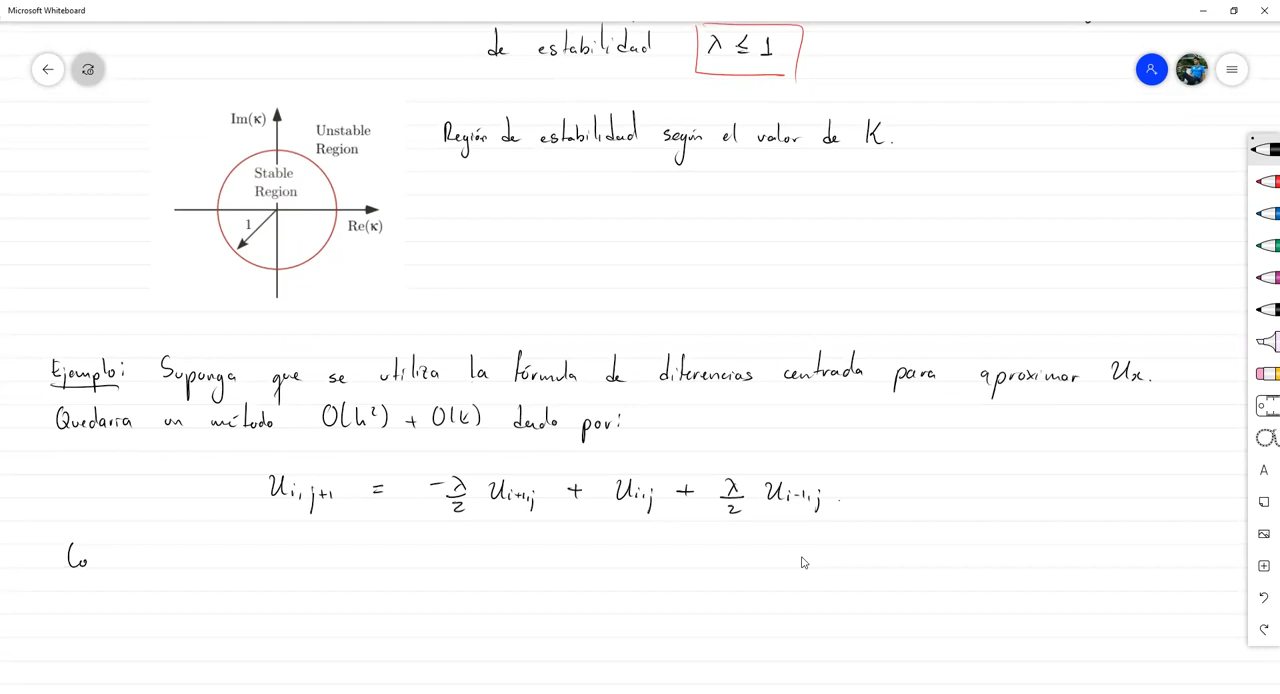 Microsoft Whiteboard
de estabilidad λ ≤ 1
Im(κ)
Unstable
Region
Stable
Region
1
Re(κ)
Región de estabilidad según el valor de K.
Ejemplo: Suponga que se utiliza la fórmula de diferencias centrada para aproximar Ux.
Quedaría un método O(h²) + O(k) dado por:
Ui,j+1 = -λ/2 Ui+1,j + Ui,j + λ/2 Ui-1,j.
Co
A